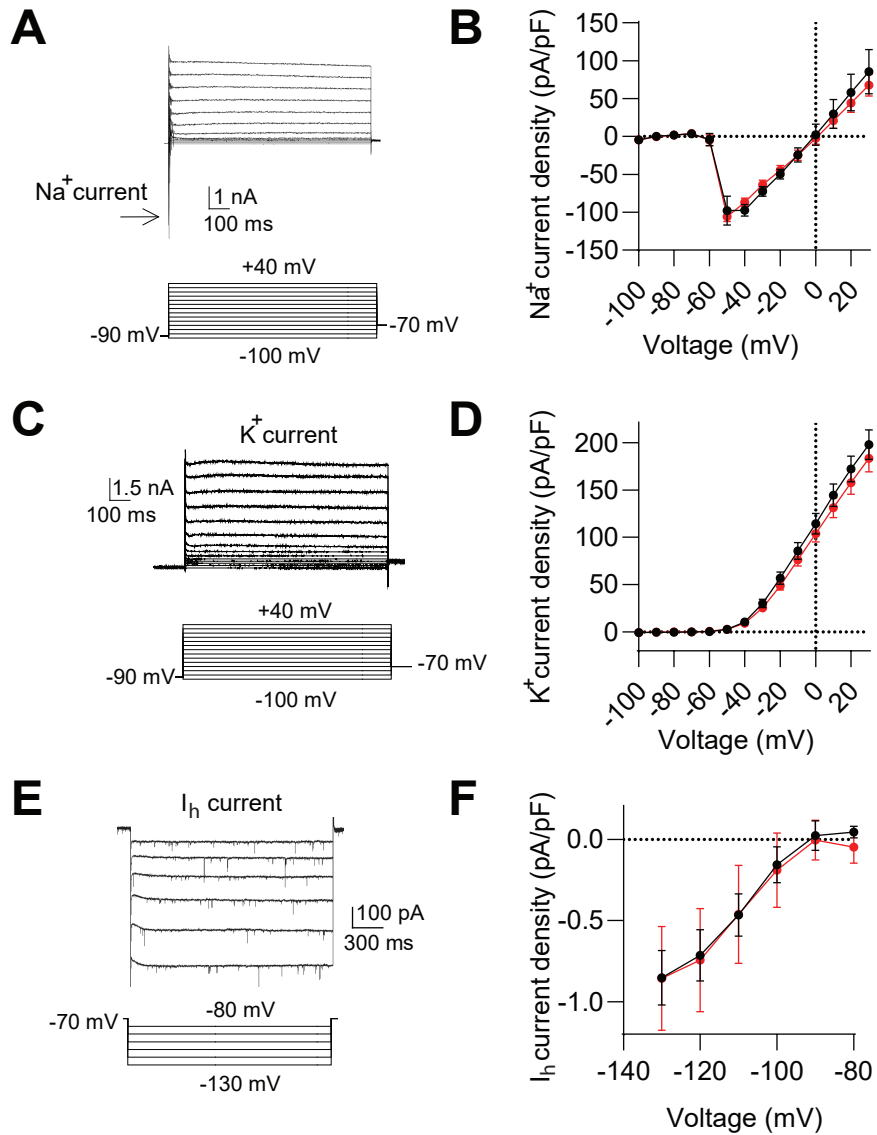 A
Na+ current
1 nA
100 ms
+40 mV
-90 mV
-70 mV
-100 mV
B
Na+ current density (pA/pF)
150
100
50
0
-50
-100
-150
-100
-80
-60
-40
-20
0
20
Voltage (mV)
C
K+ current
1.5 nA
100 ms
+40 mV
-90 mV
-70 mV
-100 mV
D
K+ current density (pA/pF)
200
150
100
50
0
-100
-80
-60
-40
-20
0
20
Voltage (mV)
E
Ih current
100 pA
300 ms
-80 mV
-70 mV
-130 mV
F
Ih current density (pA/pF)
0.0
-0.5
-1.0
-140
-120
-100
-80
Voltage (mV)